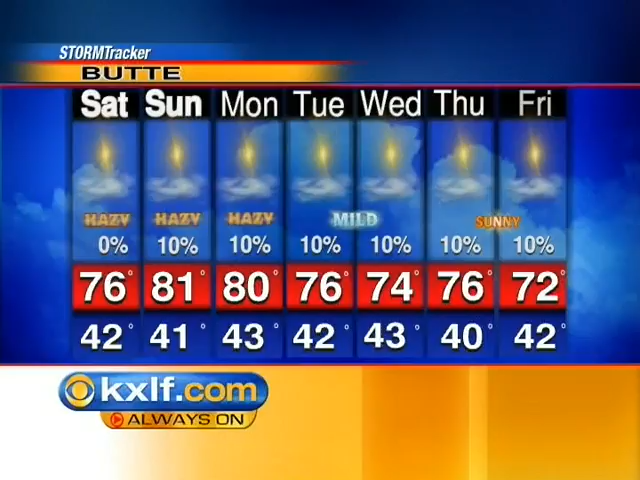 STORMTracker
BUTTE
Sat Sun Mon Tue Wed Thu Fri
HAZY HAZY HAZY MILD SUNNY
0% 10% 10% 10% 10% 10% 10%
76° 81° 80° 76° 74° 76° 72°
42° 41° 43° 42° 43° 40° 42°
kxlf.com
ALWAYS ON